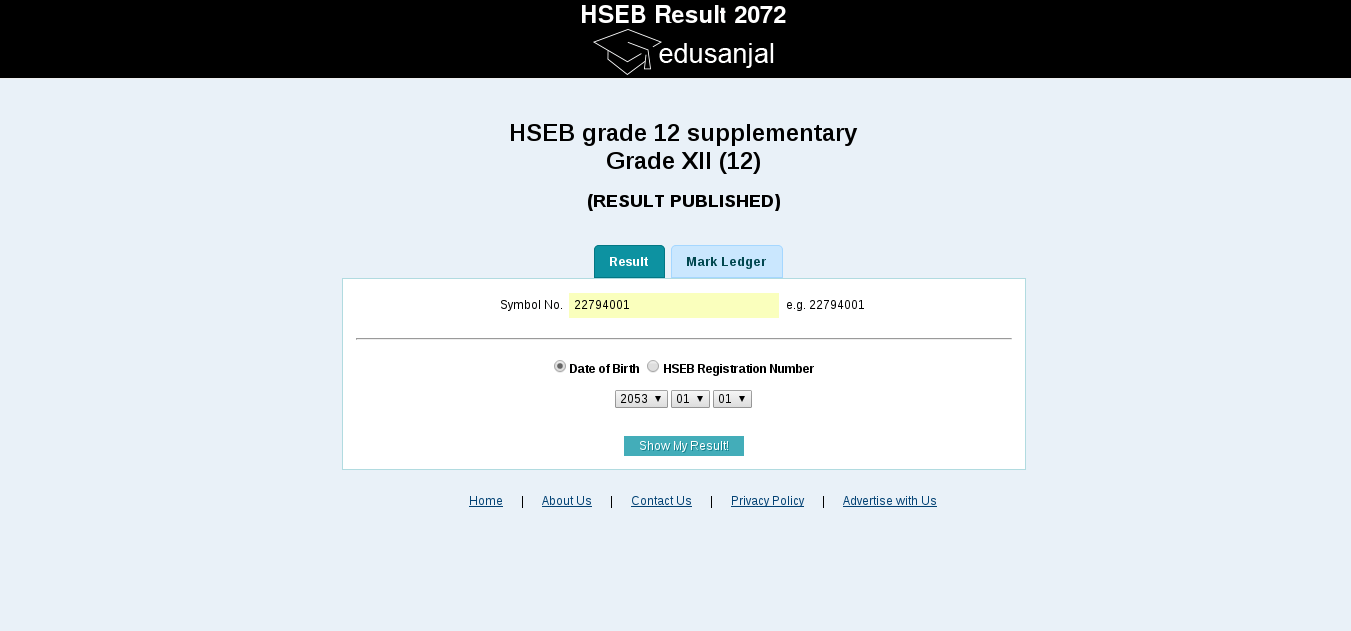 HSEB Result 2072
edusanjal
HSEB grade 12 supplementary
Grade XII (12)
(RESULT PUBLISHED)
Result Mark Ledger
Symbol No. 22794001 e.g. 22794001
Date of Birth HSEB Registration Number
2053 ▼ 01 ▼ 01 ▼
Show My Result!
Home | About Us | Contact Us | Privacy Policy | Advertise with Us